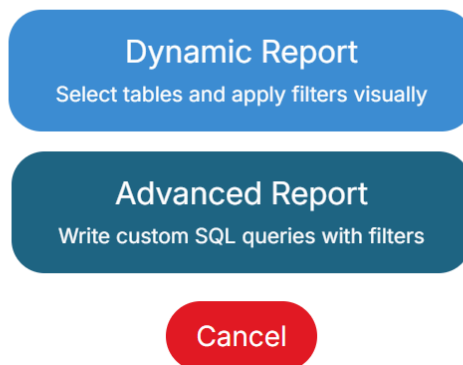 Dynamic Report
Select tables and apply filters visually
Advanced Report
Write custom SQL queries with filters
Cancel